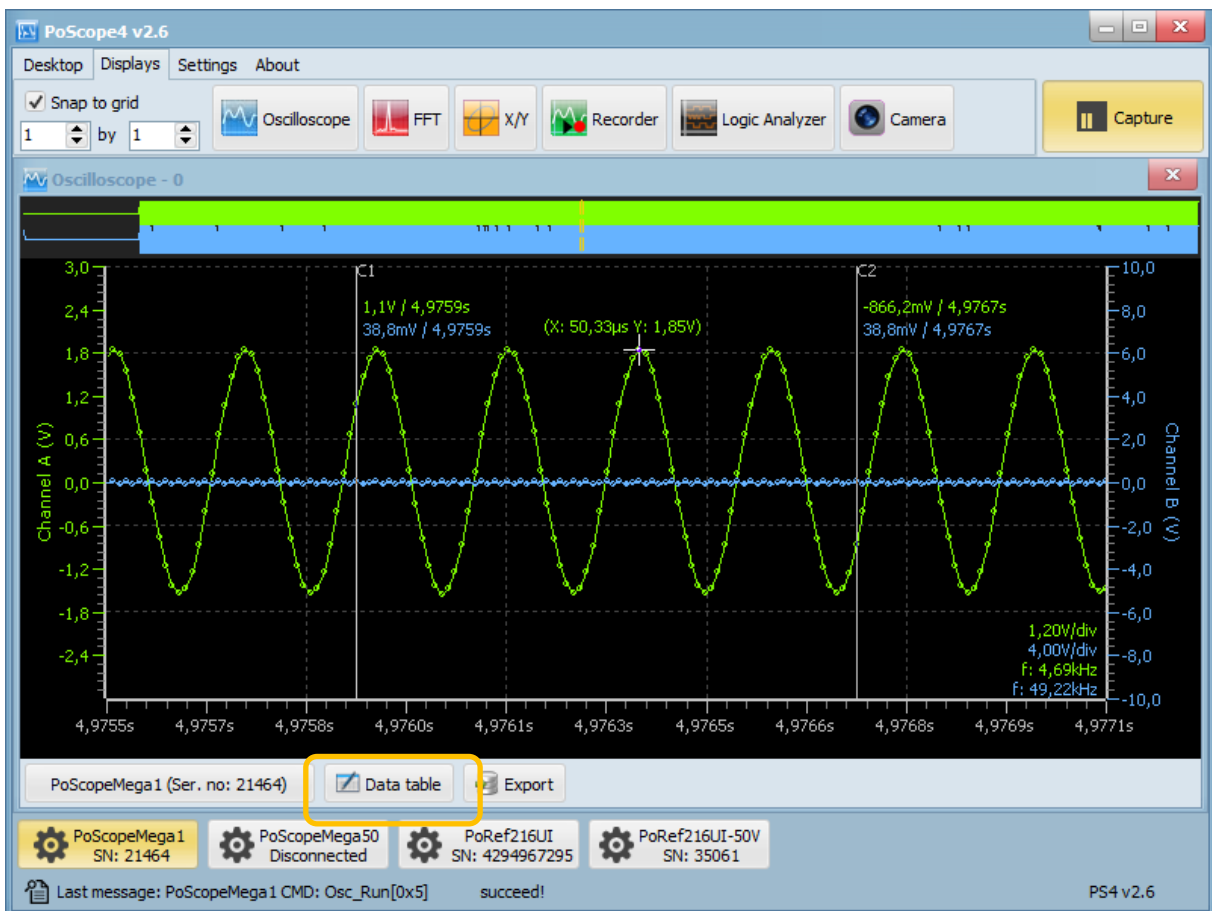 PoScope4 v2.6
Desktop Displays Settings About
Snap to grid
1 by 1
Oscilloscope
FFT
X/Y
Recorder
Logic Analyzer
Camera
Capture
Oscilloscope - 0
C1
C2
1,1V / 4,9759s
38,8mV / 4,9759s
(X: 50,33µs Y: 1,85V)
-866,2mV / 4,9767s
38,8mV / 4,9767s
Channel A (V)
3,0
2,4
1,8
1,2
0,6
0,0
-0,6
-1,2
-1,8
-2,4
10,0
8,0
6,0
4,0
2,0
0,0
-2,0
-4,0
-6,0
-8,0
-10,0
Channel B (V)
1,20V/div
4,00V/div
f: 4,69kHz
f: 49,22kHz
4,9755s 4,9757s 4,9758s 4,9760s 4,9761s 4,9763s 4,9765s 4,9766s 4,9768s 4,9769s 4,9771s
PoScopeMega1 (Ser. no: 21464)
Data table
Export
PoScopeMega1
SN: 21464
PoScopeMega50
Disconnected
PoRef216UI
SN: 4294967295
PoRef216UI-50V
SN: 35061
Last message: PoScopeMega1 CMD: Osc_Run[0x5] succeed!
PS4 v2.6